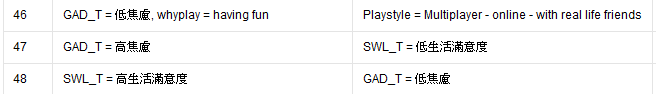 46 GAD_T = 低焦慮, whyplay = having fun Playstyle = Multiplayer - online - with real life friends
47 GAD_T = 高焦慮 SWL_T = 低生活滿意度
48 SWL_T = 高生活滿意度 GAD_T = 低焦慮